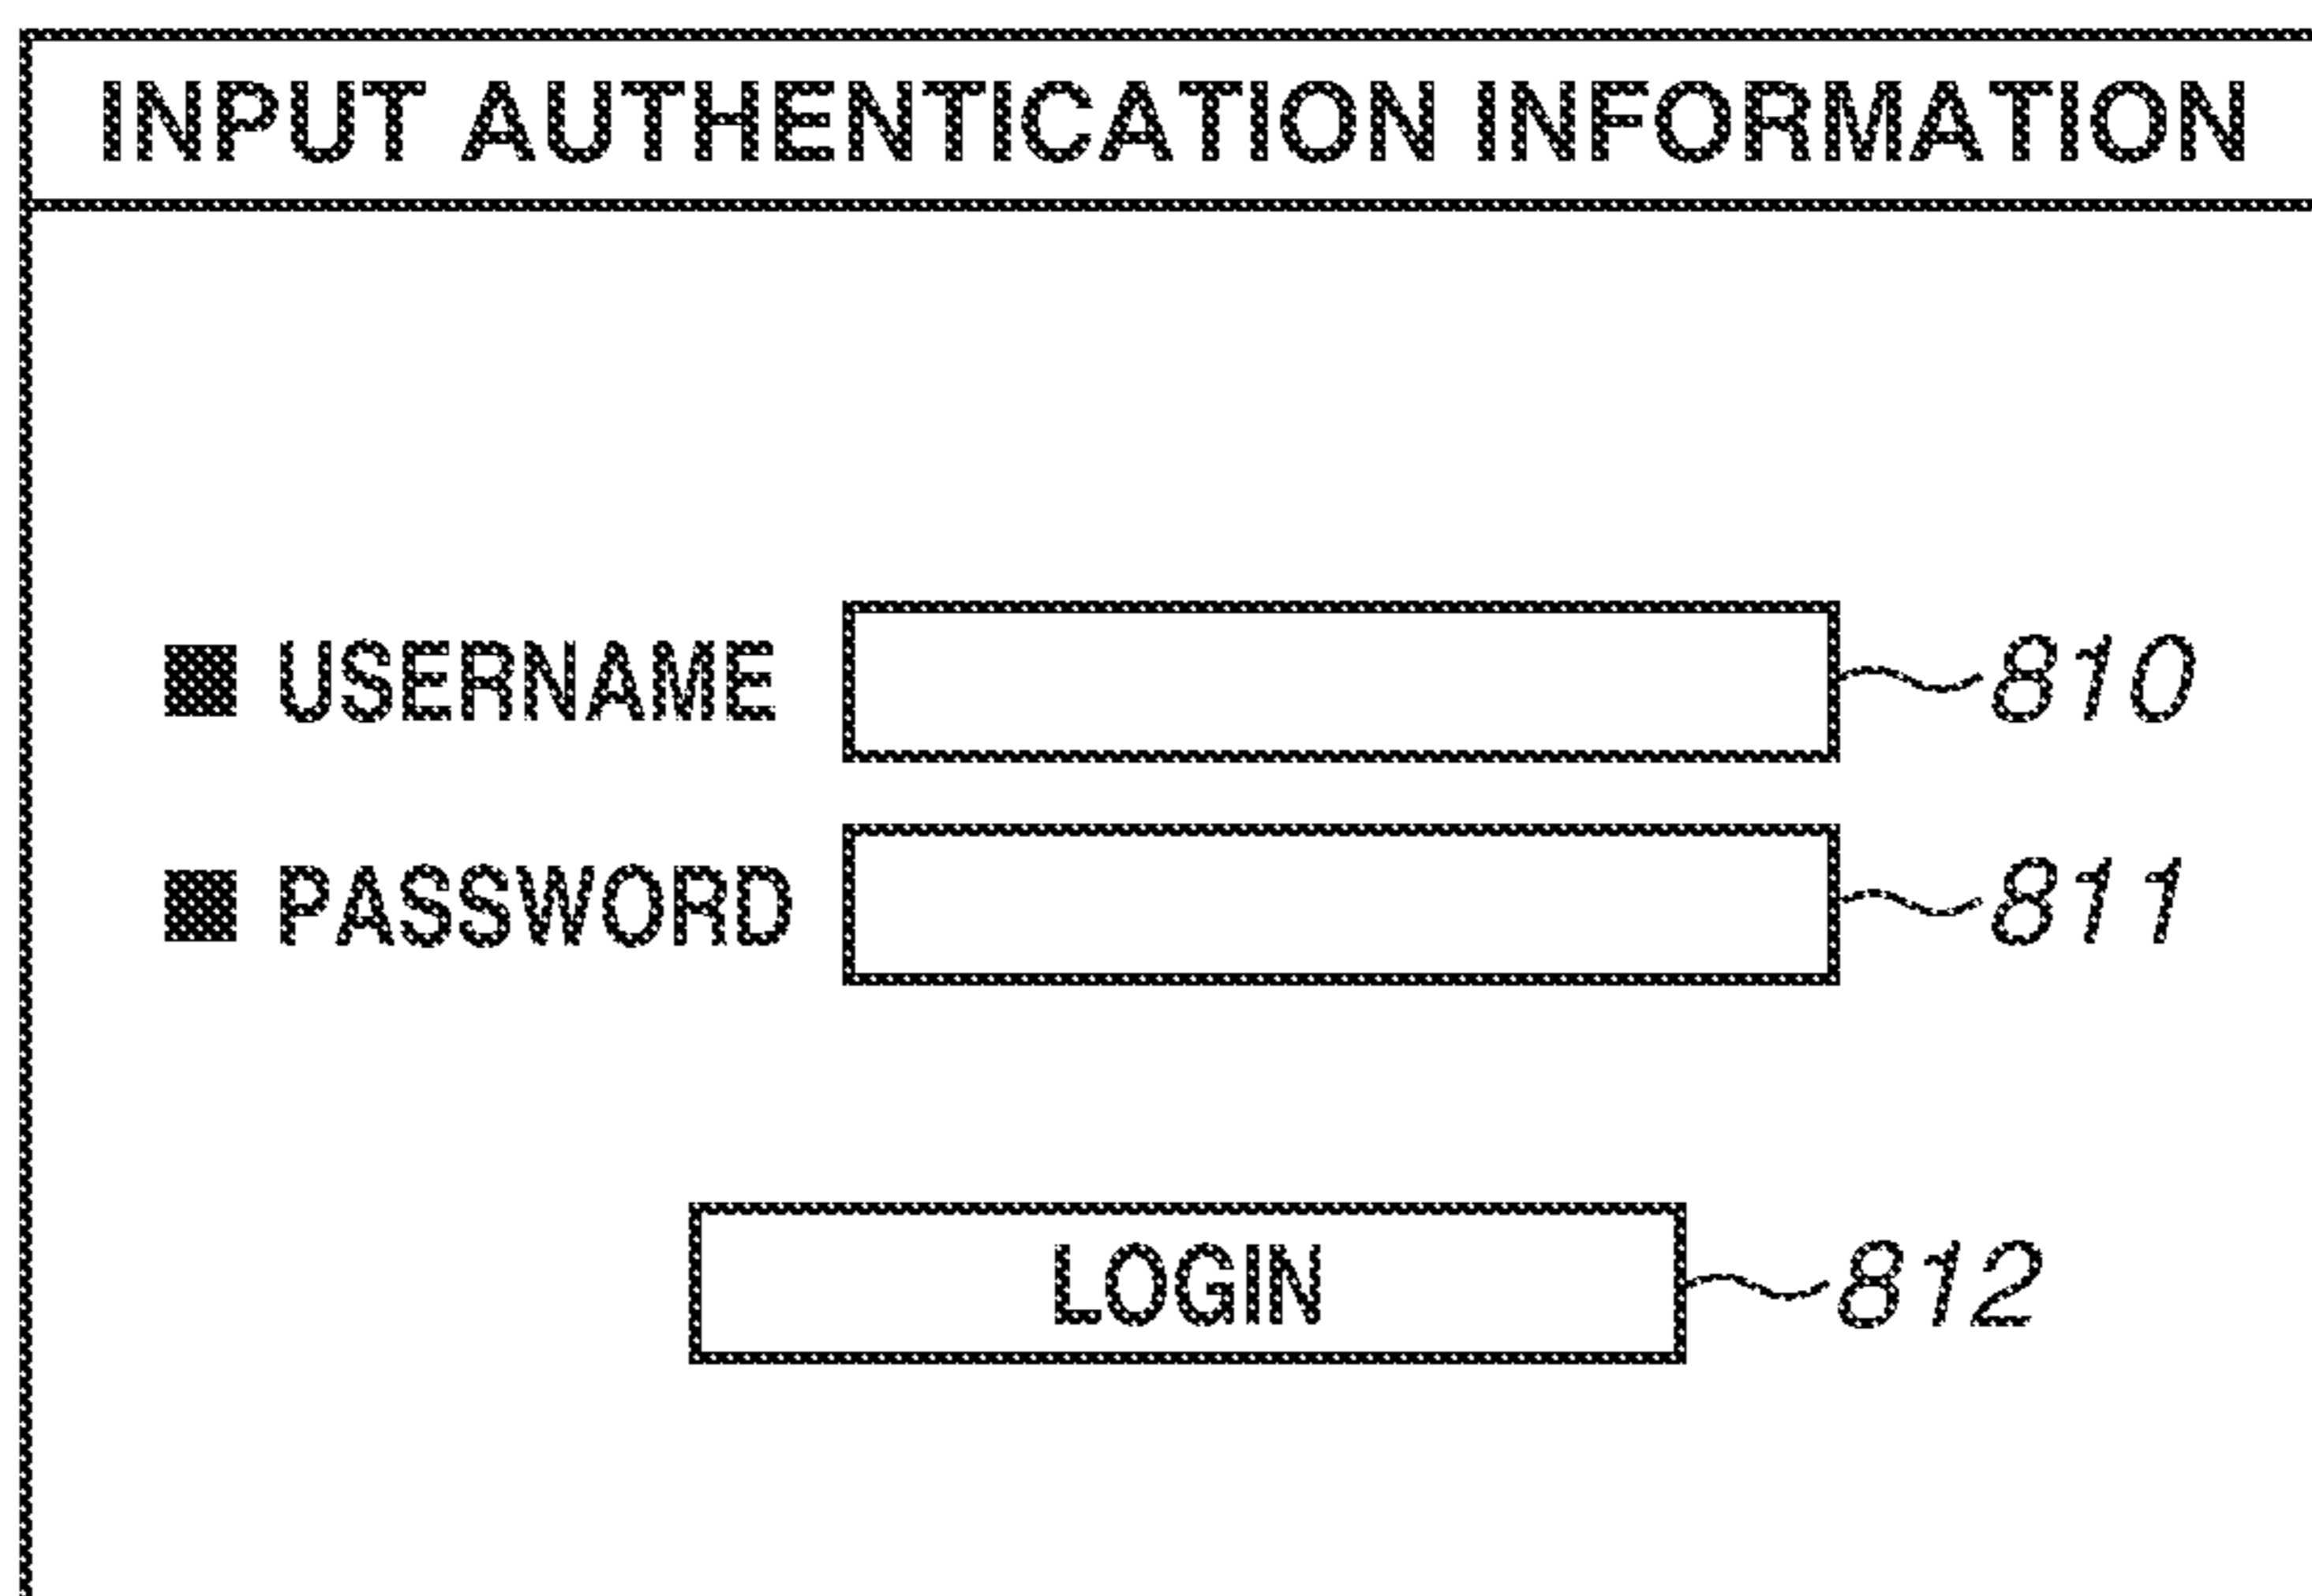 INPUT AUTHENTICATION INFORMATION
■ USERNAME 810
■ PASSWORD 811
LOGIN 812